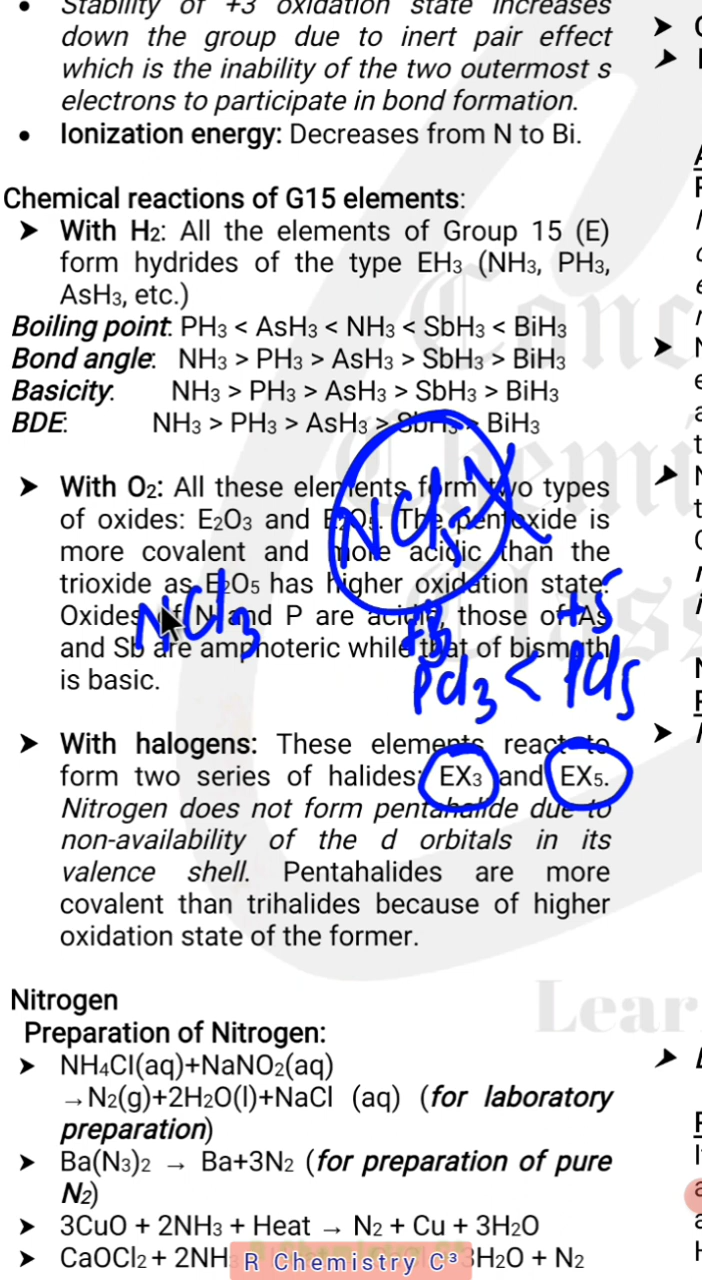 • Stability of +3 oxidation state increases
down the group due to inert pair effect
which is the inability of the two outermost s
electrons to participate in bond formation.
• Ionization energy: Decreases from N to Bi.
Chemical reactions of G15 elements:
➤ With H2: All the elements of Group 15 (E)
form hydrides of the type EH3 (NH3, PH3,
AsH3, etc.)
Boiling point: PH3 < AsH3 < NH3 < SbH3 < BiH3
Bond angle: NH3 > PH3 > AsH3 > SbH3 > BiH3
Basicity: NH3 > PH3 > AsH3 > SbH3 > BiH3
BDE: NH3 > PH3 > AsH3 > SbH3 > BiH3
➤ With O2: All these elements form two types
of oxides: E2O3 and E2O5. The pentoxide is
more covalent and more acidic than the
trioxide as E2O5 has higher oxidation state.
Oxides of N and P are acidic, those of As
and Sb are amphoteric while that of bismuth
is basic.
NCl5 X
NCl3
+3 +5
PCl3 < PCl5
➤ With halogens: These elements react to
form two series of halides: EX3 and EX5.
Nitrogen does not form pentahalide due to
non-availability of the d orbitals in its
valence shell. Pentahalides are more
covalent than trihalides because of higher
oxidation state of the former.
Lear
Nitrogen
Preparation of Nitrogen:
➤ NH4Cl(aq)+NaNO2(aq)
→N2(g)+2H2O(l)+NaCl (aq) (for laboratory
preparation)
➤ Ba(N3)2 → Ba+3N2 (for preparation of pure
N2)
➤ 3CuO + 2NH3 + Heat → N2 + Cu + 3H2O
➤ CaOCl2 + 2NH 3H2O + N2
R Chemistry C³